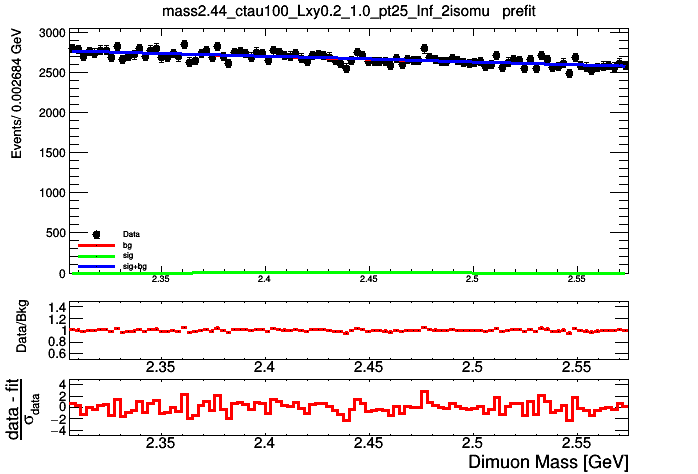 mass2.44_ctau100_Lxy0.2_1.0_pt25_Inf_2isomu prefit
Events/ 0.002684 GeV
3000
2500
2000
1500
1000
500
0
Data
bg
sig
sig+bg
2.35 2.4 2.45 2.5 2.55
Data/Bkg
1.4
1.2
1
0.8
0.6
2.35 2.4 2.45 2.5 2.55
data - fit
σdata
4
2
0
−2
−4
2.35 2.4 2.45 2.5 2.55
Dimuon Mass [GeV]